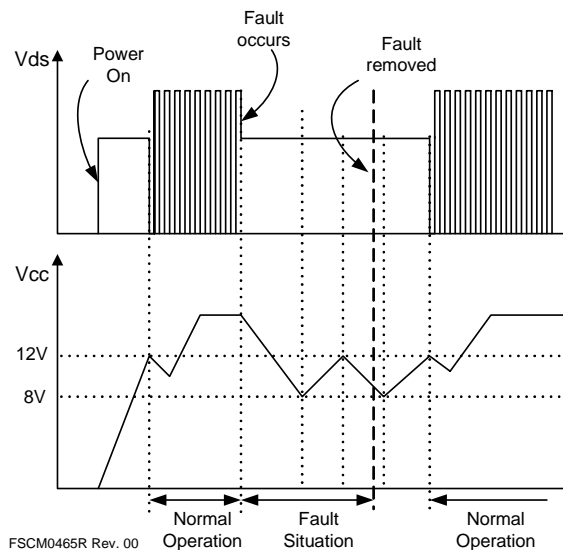 Fault
occurs
Vds
Power
On
Fault
removed
Vcc
12V
8V
Normal
Operation
Fault
Situation
Normal
Operation
FSCM0465R Rev. 00